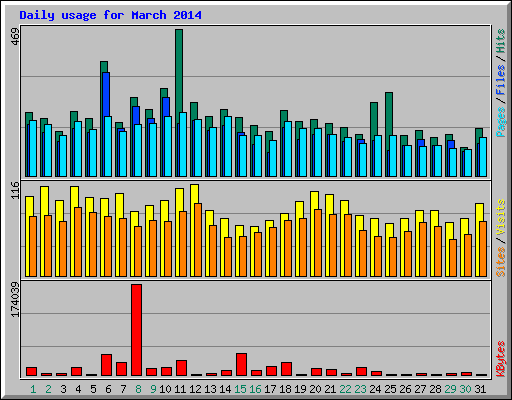 Daily usage for March 2014
469
Pages / Files / Hits
116
Sites / Visits
174039
KBytes
1 2 3 4 5 6 7 8 9 10 11 12 13 14 15 16 17 18 19 20 21 22 23 24 25 26 27 28 29 30 31